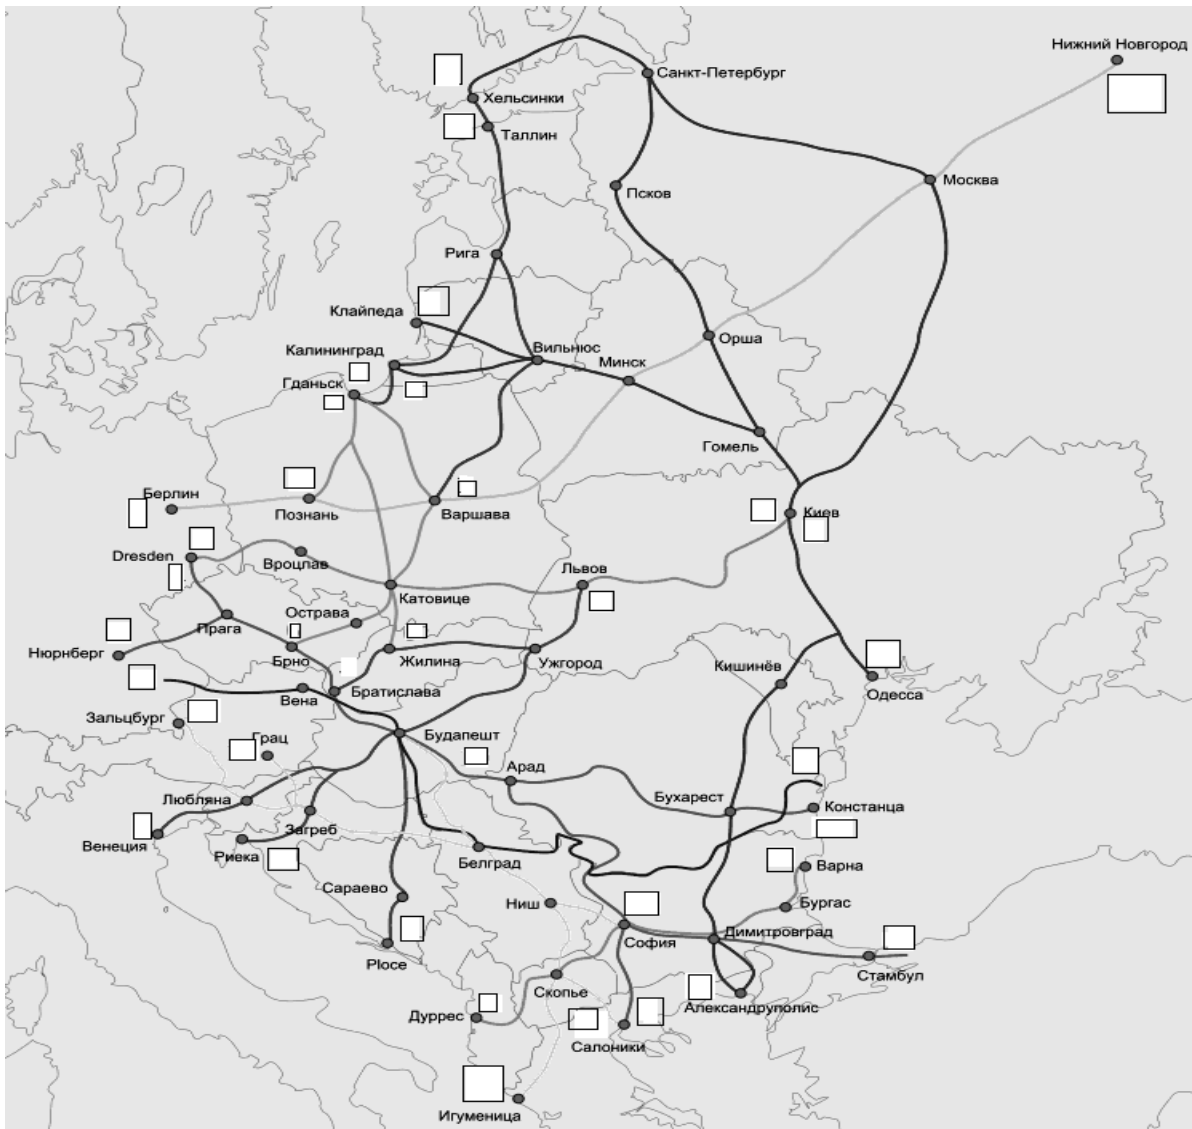 Нижний Новгород
Санкт-Петербург
Хельсинки
Таллин
Москва
Псков
Рига
Клайпеда
Орша
Вильнюс
Калининград
Минск
Гданьск
Гомель
Берлин
Познань
Варшава
Киев
Dresden
Вроцлав
Львов
Катовице
Острава
Прага
Нюрнберг
Брно
Жилина
Ужгород
Кишинёв
Братислава
Вена
Одесса
Зальцбург
Грац
Будапешт
Арад
Любляна
Бухарест
Констанца
Загреб
Венеция
Риека
Белград
Варна
Сараево
Ниш
Бургас
София
Димитровград
Ploce
Стамбул
Скопье
Александруполис
Дуррес
Салоники
Игуменица